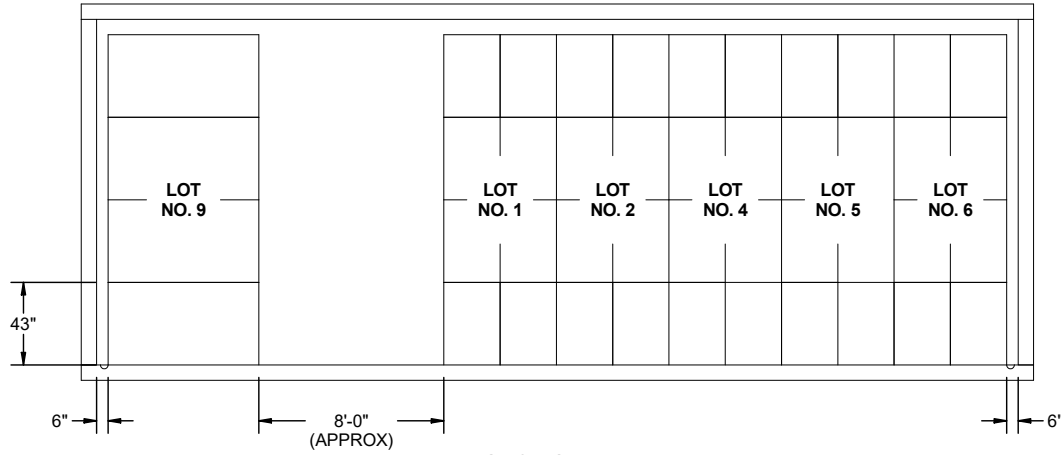 LOT
NO. 9
LOT
NO. 1
LOT
NO. 2
LOT
NO. 4
LOT
NO. 5
LOT
NO. 6
43"
6"
8'-0"
(APPROX)
6'